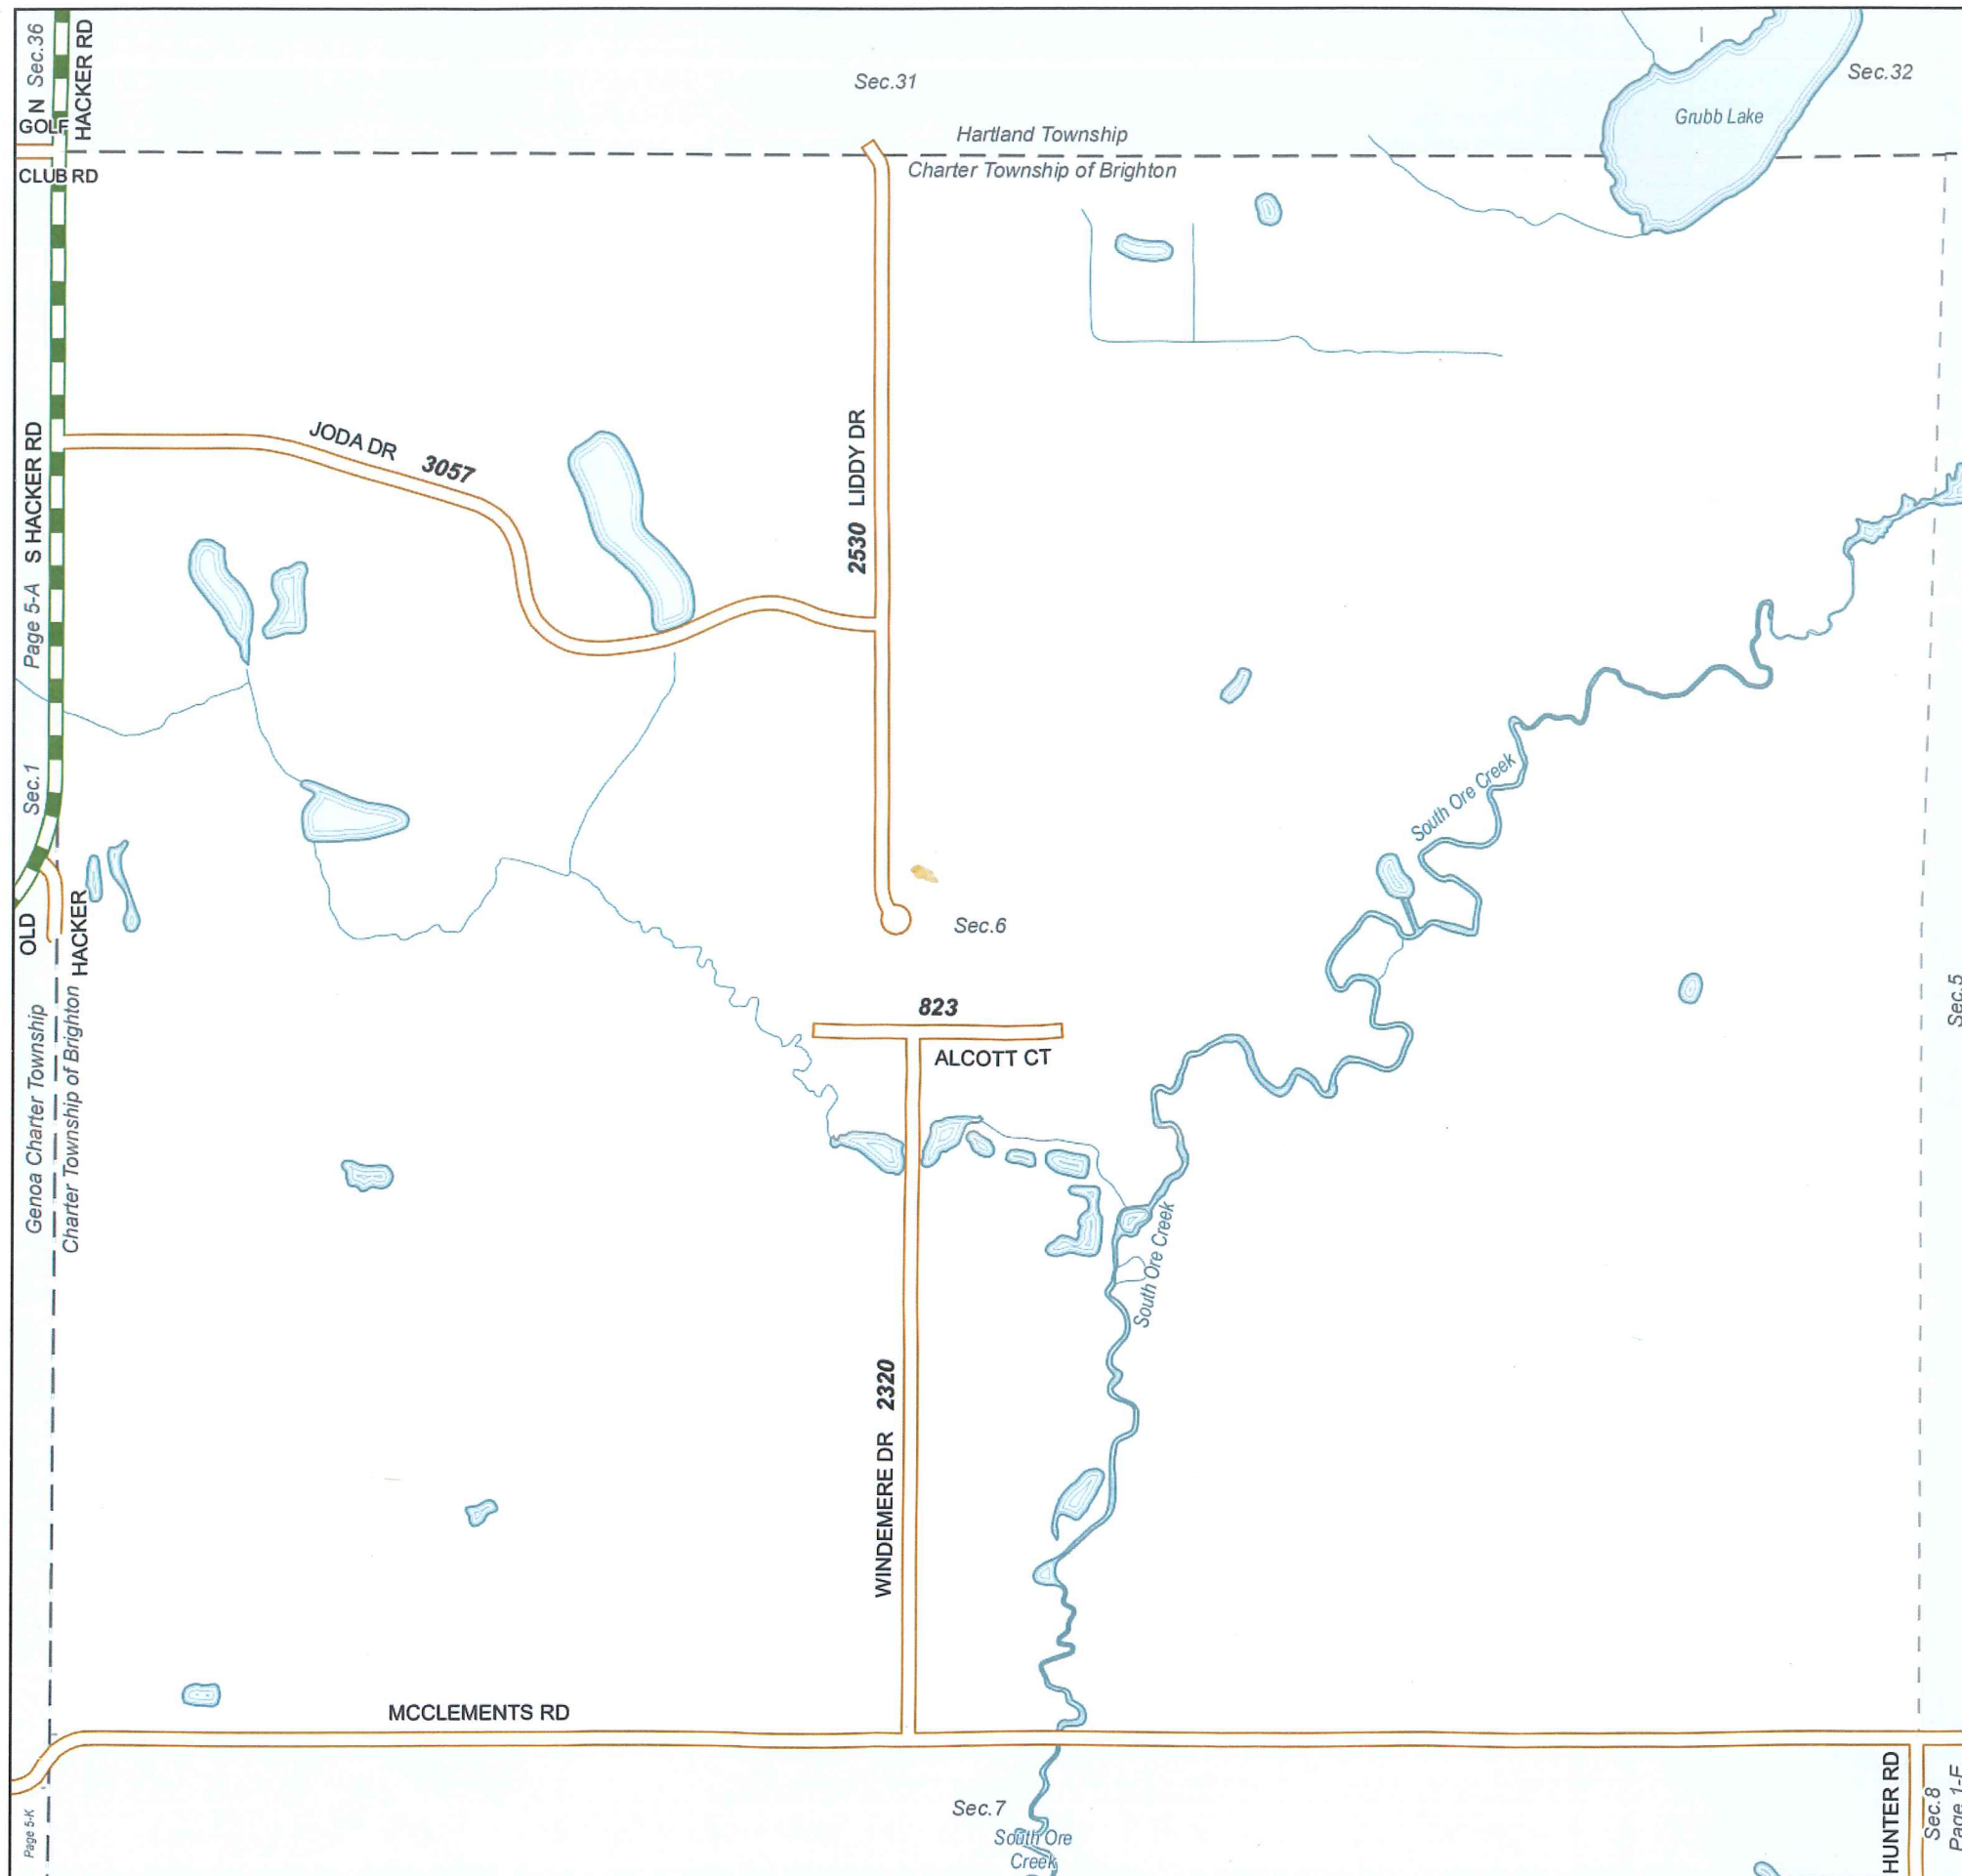 Sec.36
N
HACKER RD
GOLF
CLUB RD
Sec.31
Sec.32
Grubb Lake
Hartland Township
Charter Township of Brighton
JODA DR 3057
2530 LIDDY DR
Page 5-A S HACKER RD
Sec.1
OLD
HACKER
South Ore Creek
Sec.6
Sec.5
823
ALCOTT CT
Genoa Charter Township
Charter Township of Brighton
South Ore Creek
WINDEMERE DR 2320
MCCLEMENTS RD
Page 5-K
Sec.7
South Ore
Creek
HUNTER RD
Sec.8